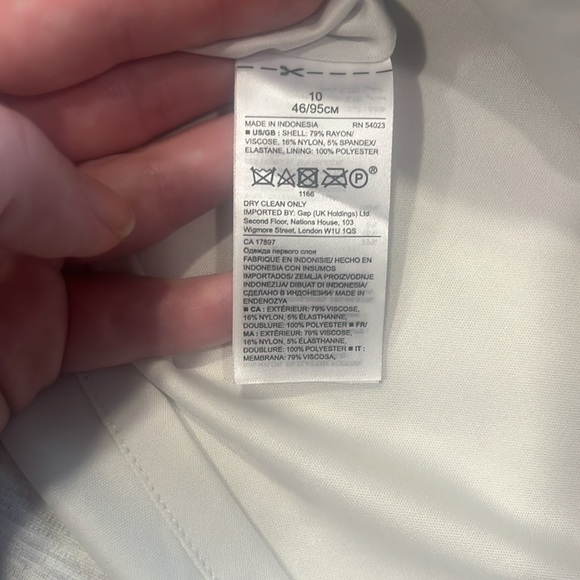 10
46/95CM
MADE IN INDONESIA RN 54023
■ US/GB : SHELL: 79% RAYON/
VISCOSE, 16% NYLON, 5% SPANDEX/
ELASTANE, LINING: 100% POLYESTER
P ®
1166
DRY CLEAN ONLY
IMPORTED BY: Gap (UK Holdings) Ltd.
Second Floor, Nations House, 103
Wigmore Street, London W1U 1QS
CA 17897
Одежда первого слоя
FABRIQUÉ EN INDONISIE/ HECHO EN
INDONESIA CON INSUMOS
IMPORTADOS/ ZEMLJA PROIZVODNJE
INDONEZIJA/ DIBUAT DI INDONESIA/
СДЕЛАНО В ИНДОНЕЗИИ/ MADE IN
ENDENOZYA
■ CA : EXTÉRIEUR: 79% VISCOSE,
16% NYLON, 5% ÉLASTHANNE,
DOUBLURE: 100% POLYESTER ■ FR/
MA : EXTÉRIEUR: 79% VISCOSE,
16% NYLON, 5% ÉLASTHANNE,
DOUBLURE: 100% POLYESTER ■ IT :
MEMBRANA: 79% VISCOSA,